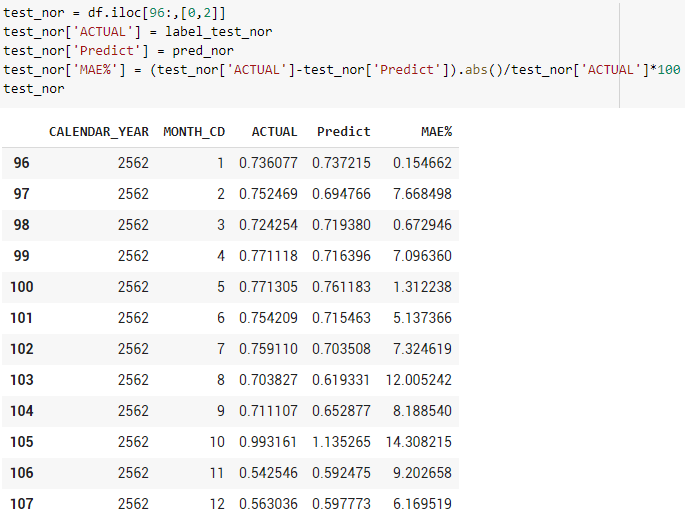 test_nor = df.iloc[96:,[0,2]]
test_nor['ACTUAL'] = label_test_nor
test_nor['Predict'] = pred_nor
test_nor['MAE%'] = (test_nor['ACTUAL']-test_nor['Predict']).abs()/test_nor['ACTUAL']*100
test_nor
CALENDAR_YEAR MONTH_CD ACTUAL Predict MAE%
96 2562 1 0.736077 0.737215 0.154662
97 2562 2 0.752469 0.694766 7.668498
98 2562 3 0.724254 0.719380 0.672946
99 2562 4 0.771118 0.716396 7.096360
100 2562 5 0.771305 0.761183 1.312238
101 2562 6 0.754209 0.715463 5.137366
102 2562 7 0.759110 0.703508 7.324619
103 2562 8 0.703827 0.619331 12.005242
104 2562 9 0.711107 0.652877 8.188540
105 2562 10 0.993161 1.135265 14.308215
106 2562 11 0.542546 0.592475 9.202658
107 2562 12 0.563036 0.597773 6.169519